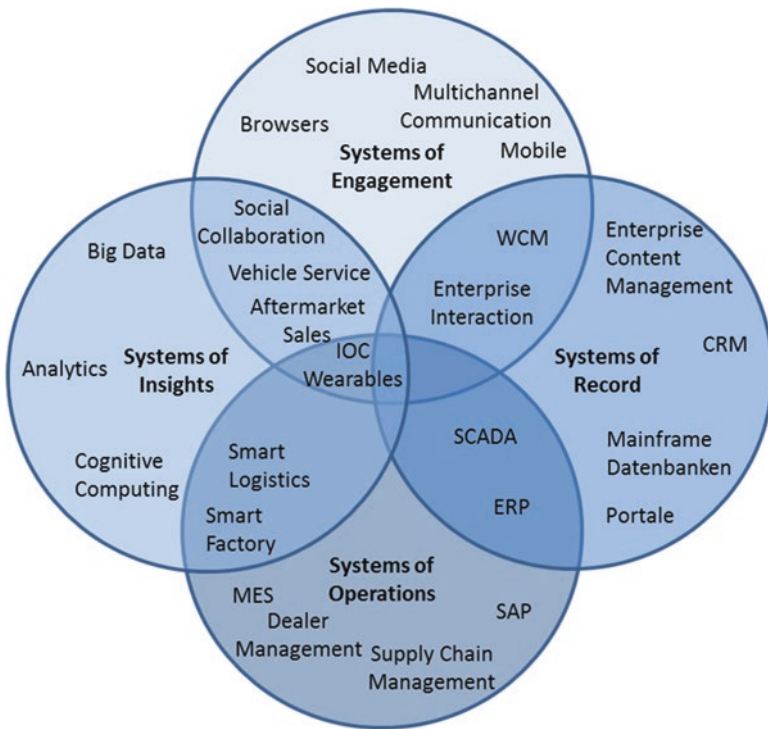 Social Media
Multichannel
Communication
Browsers
Mobile
Systems of
Engagement
Social
Collaboration
Vehicle Service
Aftermarket
Sales
IOC
Wearables
WCM
Enterprise
Interaction
Enterprise
Content
Management
CRM
Systems of
Record
Mainframe
Datenbanken
Portale
Big Data
Analytics
Systems of
Insights
Cognitive
Computing
Smart
Logistics
Smart
Factory
SCADA
ERP
Systems of
Operations
MES
Dealer
Management
SAP
Supply Chain
Management